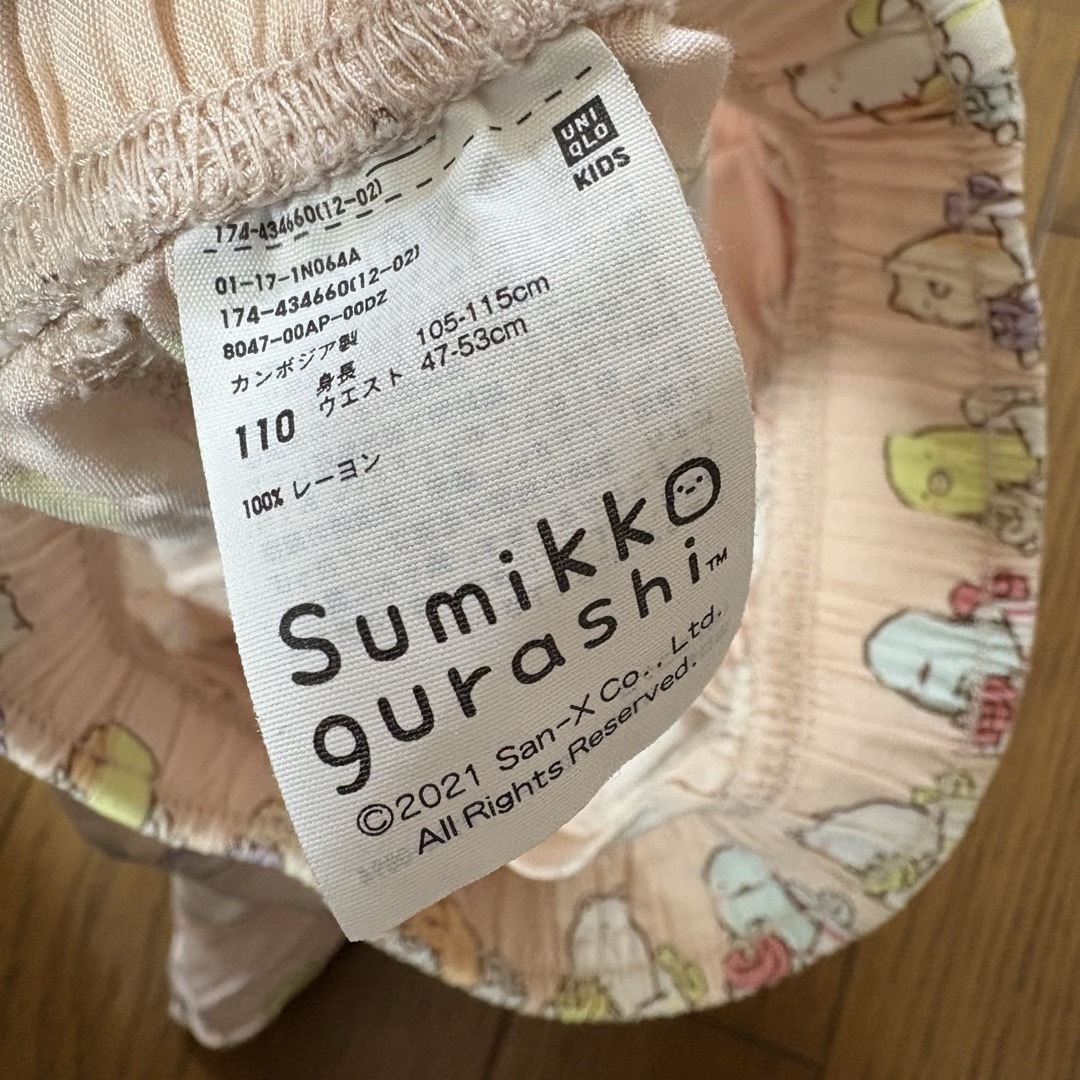 UNI
QLO
KIDS
174-434660(12-02)
01-17-1N064A
174-434660(12-02)
8047-00AP-00DZ
カンボジア製
110
身長 105-115cm
ウエスト 47-53cm
100% レーヨン
Sumikko
gurashi™
©2021 San-X Co., Ltd.
All Rights Reserved.